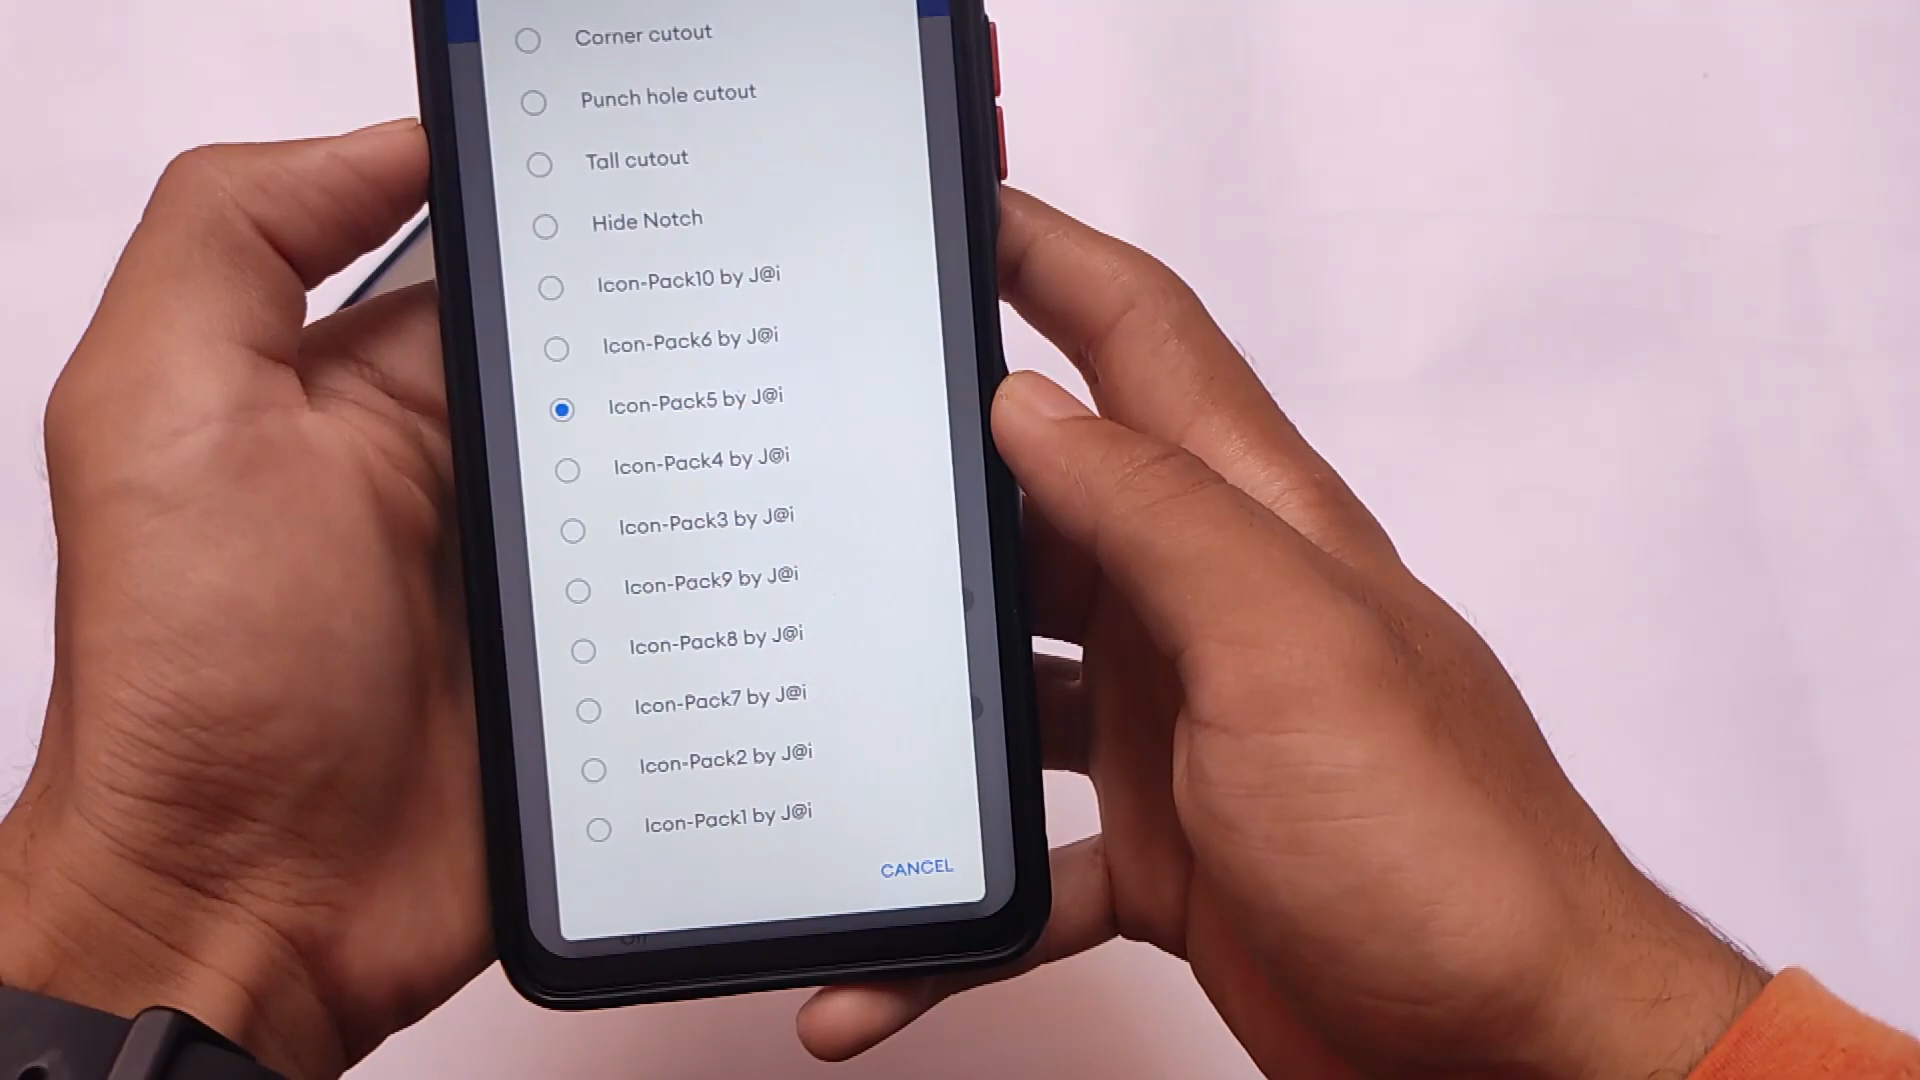 Corner cutout
Punch hole cutout
Tall cutout
Hide Notch
Icon-Pack10 by J@i
Icon-Pack6 by J@i
Icon-Pack5 by J@i
Icon-Pack4 by J@i
Icon-Pack3 by J@i
Icon-Pack9 by J@i
Icon-Pack8 by J@i
Icon-Pack7 by J@i
Icon-Pack2 by J@i
Icon-Pack1 by J@i
CANCEL